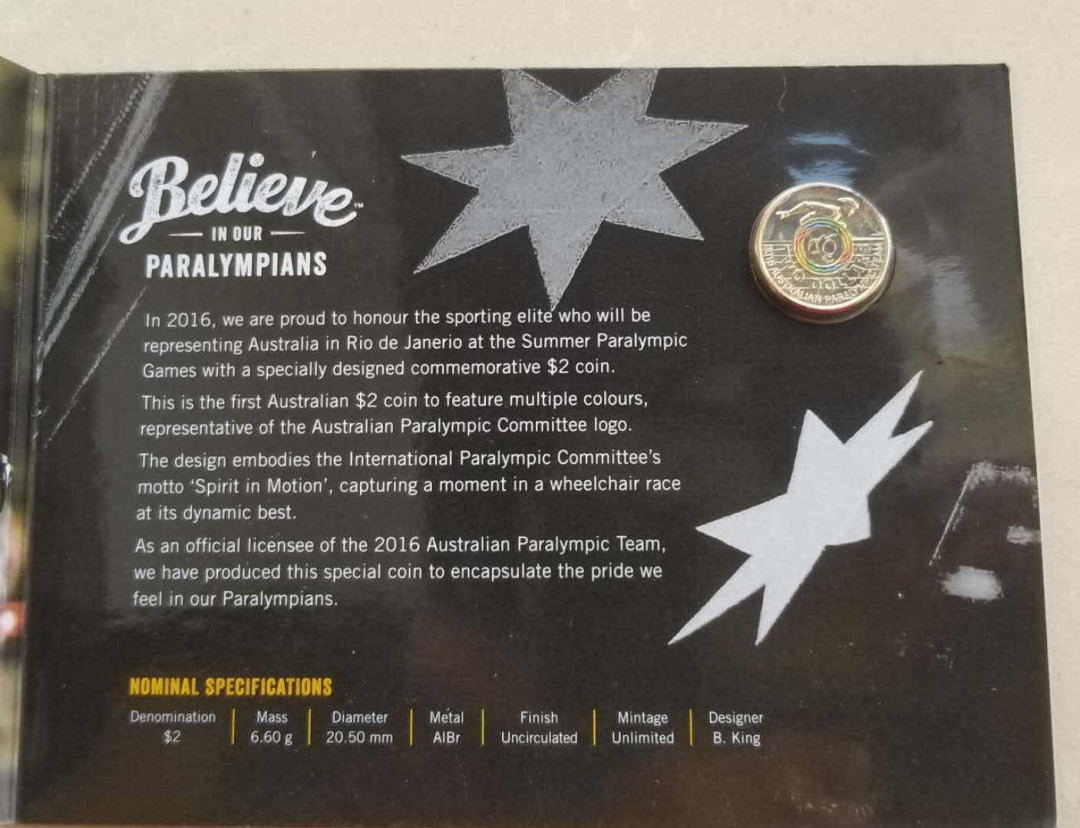 Believe™
IN OUR
PARALYMPIANS
In 2016, we are proud to honour the sporting elite who will be
representing Australia in Rio de Janerio at the Summer Paralympic
Games with a specially designed commemorative $2 coin.
This is the first Australian $2 coin to feature multiple colours,
representative of the Australian Paralympic Committee logo.
The design embodies the International Paralympic Committee's
motto ‘Spirit in Motion’, capturing a moment in a wheelchair race
at its dynamic best.
As an official licensee of the 2016 Australian Paralympic Team,
we have produced this special coin to encapsulate the pride we
feel in our Paralympians.
NOMINAL SPECIFICATIONS
Denomination Mass Diameter Metal Finish Mintage Designer
$2 6.60 g 20.50 mm AlBr Uncirculated Unlimited B. King
2016 AUSTRALIAN PARALYMPIC TEAM